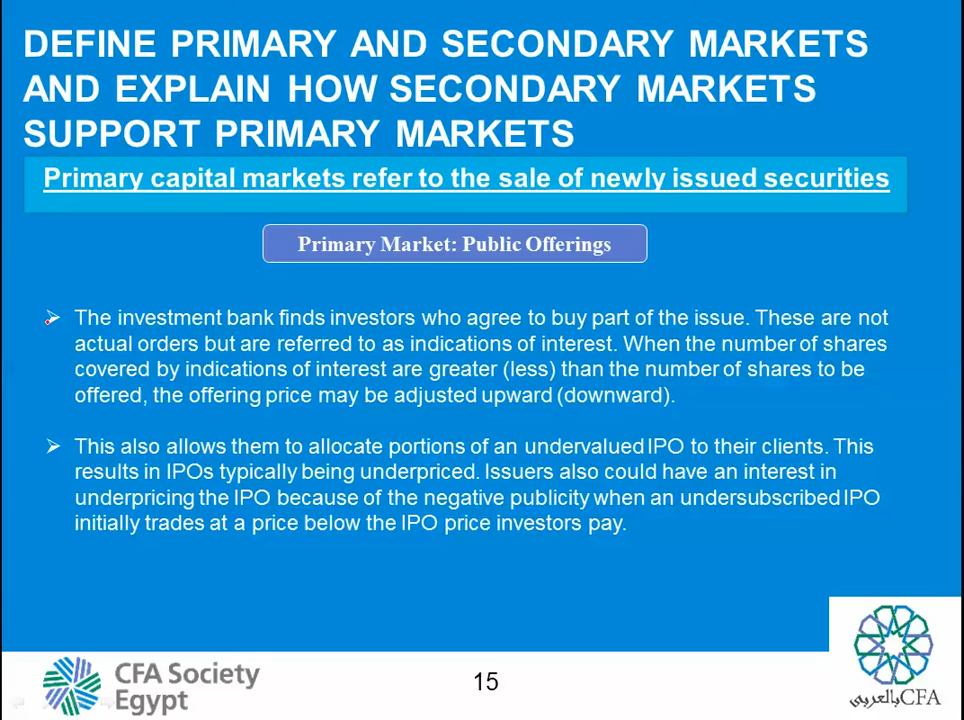 DEFINE PRIMARY AND SECONDARY MARKETS
AND EXPLAIN HOW SECONDARY MARKETS
SUPPORT PRIMARY MARKETS
Primary capital markets refer to the sale of newly issued securities
Primary Market: Public Offerings
The investment bank finds investors who agree to buy part of the issue. These are not
actual orders but are referred to as indications of interest. When the number of shares
covered by indications of interest are greater (less) than the number of shares to be
offered, the offering price may be adjusted upward (downward).
This also allows them to allocate portions of an undervalued IPO to their clients. This
results in IPOs typically being underpriced. Issuers also could have an interest in
underpricing the IPO because of the negative publicity when an undersubscribed IPO
initially trades at a price below the IPO price investors pay.
CFA Society
Egypt
15
CFA بالعربي